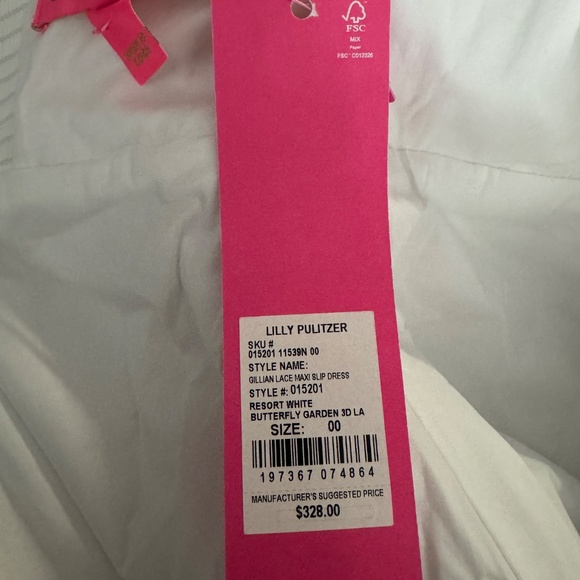 FSC
MIX
Paper
FSC® C012326
LILLY PULITZER
SKU #
015201 11539N 00
STYLE NAME:
GILLIAN LACE MAXI SLIP DRESS
STYLE #: 015201
RESORT WHITE
BUTTERFLY GARDEN 3D LA
SIZE: 00
197367 074864
MANUFACTURER'S SUGGESTED PRICE
$328.00